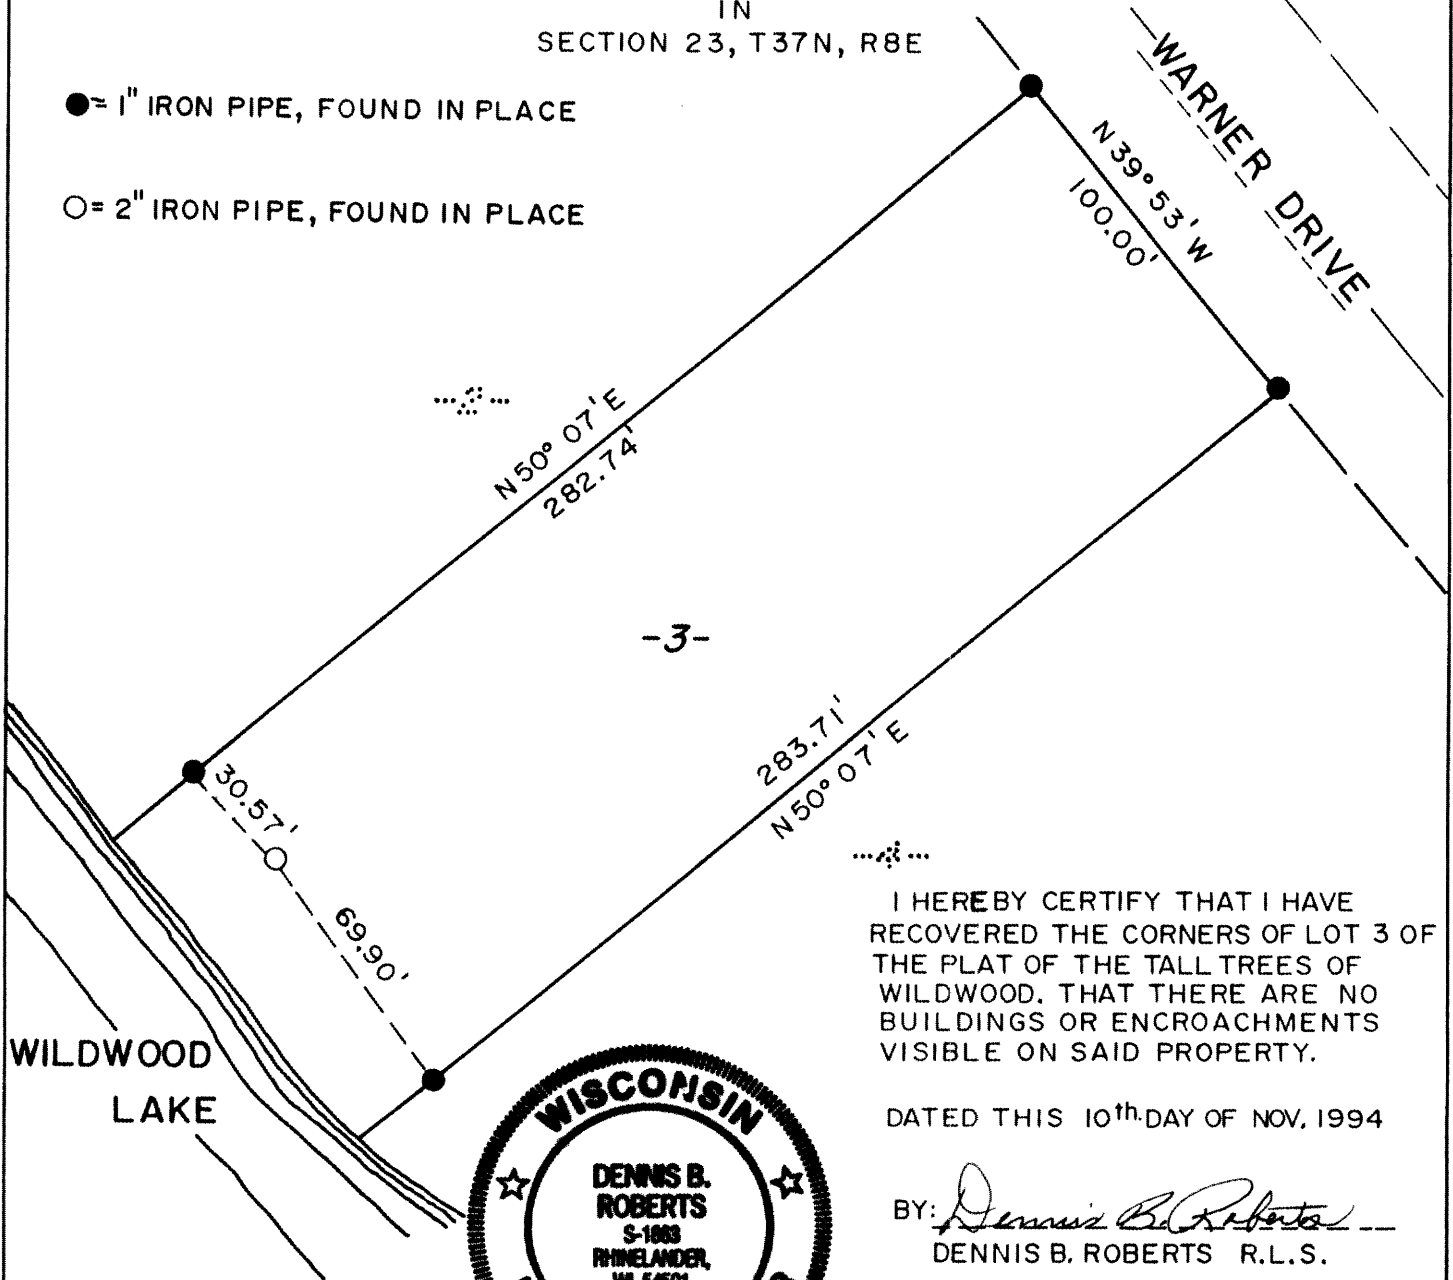 IN
SECTION 23, T37N, R8E
●= 1" IRON PIPE, FOUND IN PLACE
○= 2" IRON PIPE, FOUND IN PLACE
WARNER DRIVE
N39°53'W
100.00'
N50°07'E
282.74'
-3-
283.71'
N50°07'E
30.57'
69.90'
WILDWOOD
LAKE
I HEREBY CERTIFY THAT I HAVE
RECOVERED THE CORNERS OF LOT 3 OF
THE PLAT OF THE TALL TREES OF
WILDWOOD. THAT THERE ARE NO
BUILDINGS OR ENCROACHMENTS
VISIBLE ON SAID PROPERTY.
DATED THIS 10th. DAY OF NOV. 1994
BY: Dennis B. Roberts
DENNIS B. ROBERTS R.L.S.
WISCONSIN
DENNIS B.
ROBERTS
RHINELANDER,